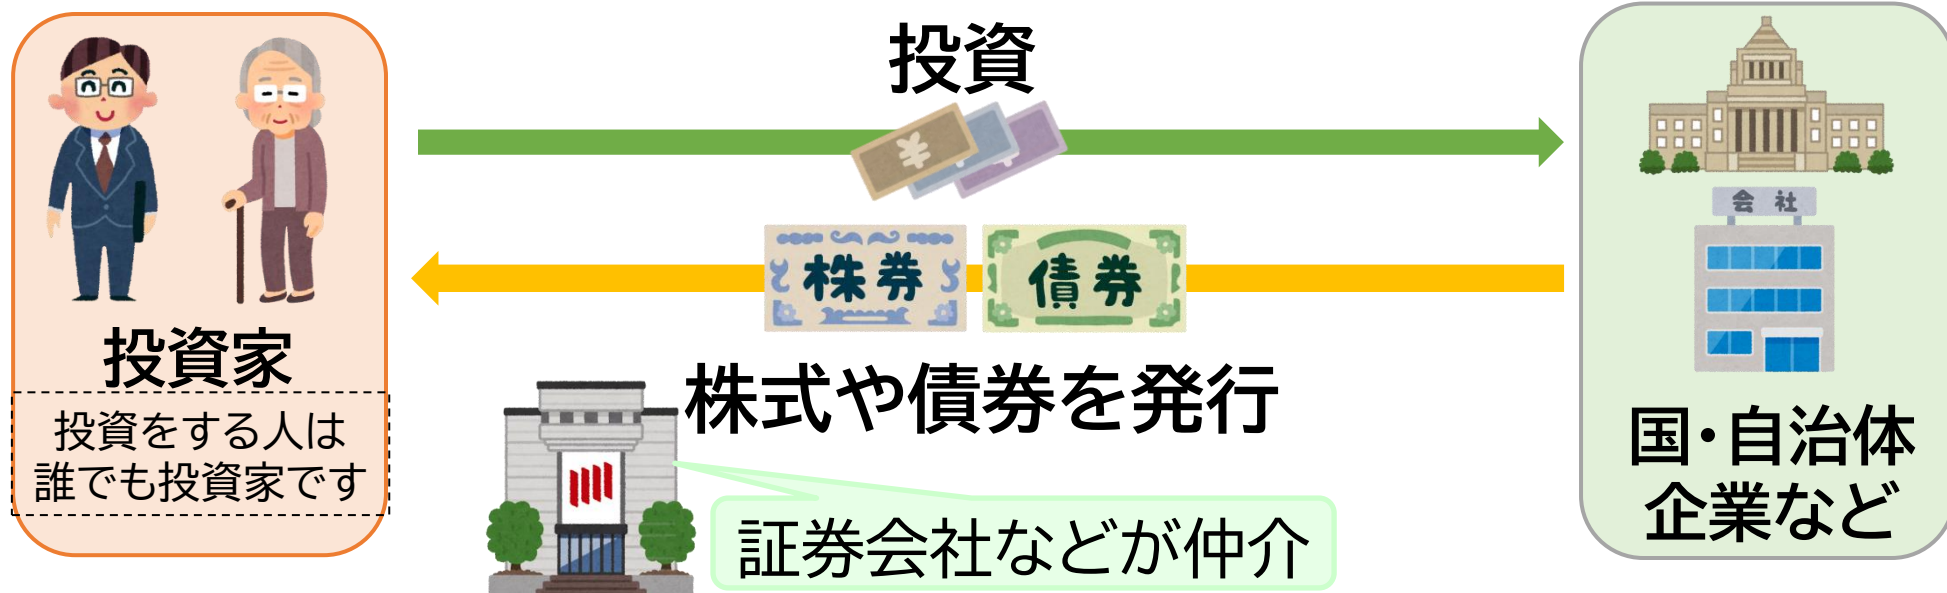 投資
¥
会社
株券
債券
投資家
投資をする人は
誰でも投資家です
株式や債券を発行
証券会社などが仲介
国・自治体
企業など